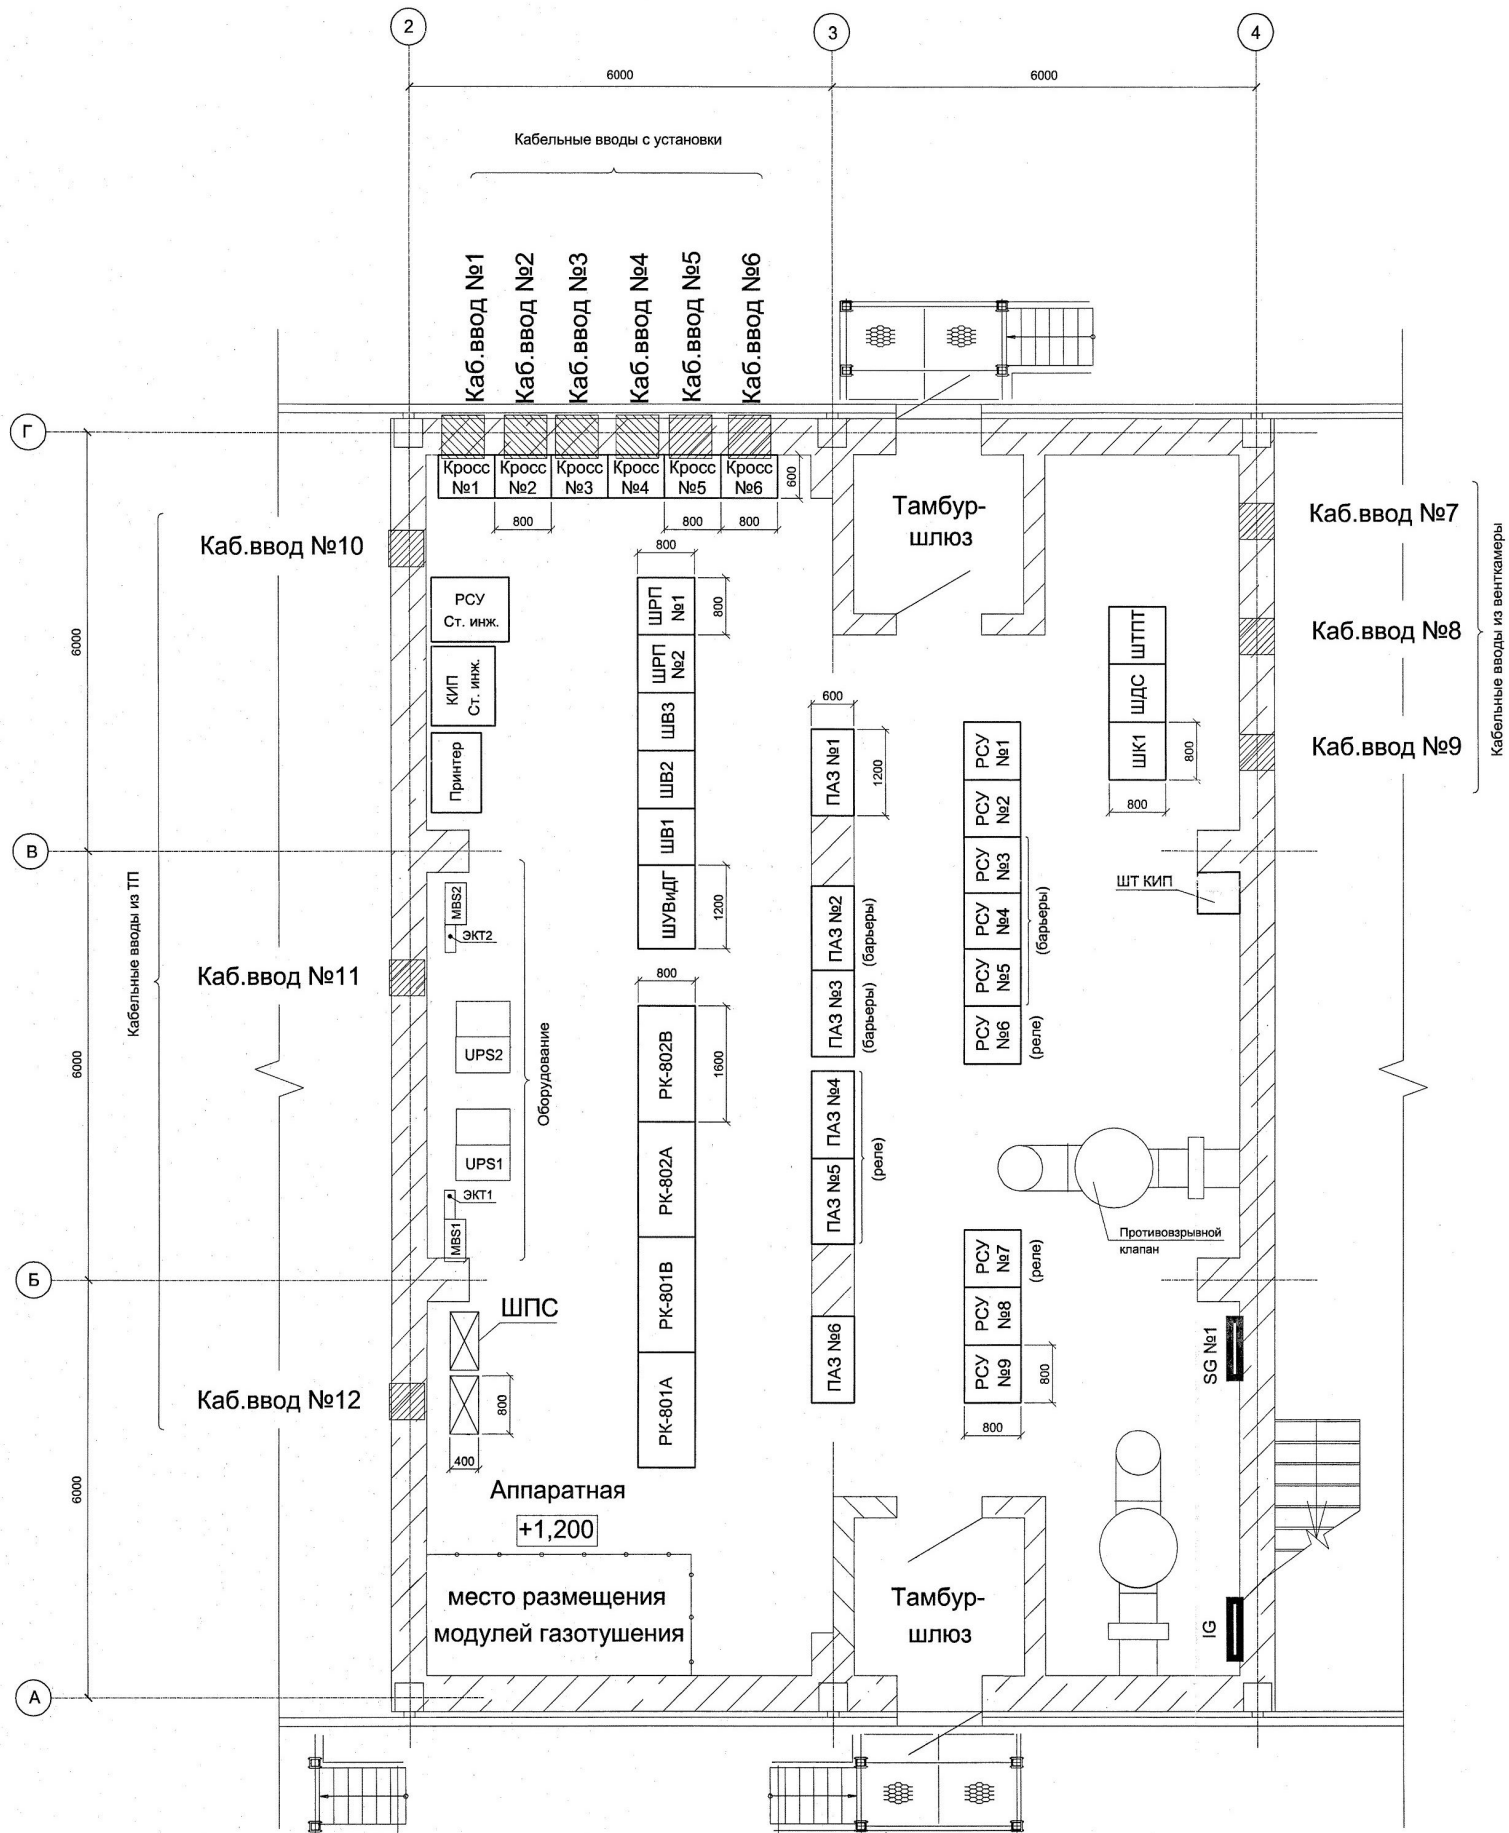 2
3
4
6000
6000
Кабельные вводы с установки
Каб.ввод №1
Каб.ввод №2
Каб.ввод №3
Каб.ввод №4
Каб.ввод №5
Каб.ввод №6
Г
Кросс
№1
Кросс
№2
Кросс
№3
Кросс
№4
Кросс
№5
Кросс
№6
600
800
800
800
Тамбур-
шлюз
Каб.ввод №7
Каб.ввод №8
Каб.ввод №9
Кабельные вводы из венткамеры
Каб.ввод №10
6000
РСУ
Ст. инж.
КИП
Ст. инж.
Принтер
800
ШРП
№1
800
ШРП
№2
ШВ3
ШВ2
ШВ1
ШУВиДГ
1200
600
ПАЗ №1
1200
РСУ
№1
РСУ
№2
РСУ
№3
РСУ
№4
РСУ
№5
(барьеры)
РСУ
№6
(реле)
ШТПТ
ШДС
ШК1
800
800
В
ШТ КИП
Кабельные вводы из ТП
MBS2
ЭКТ2
Каб.ввод №11
ПАЗ №2
(барьеры)
ПАЗ №3
(барьеры)
800
UPS2
Оборудование
РК-802В
1600
6000
ПАЗ №4
ПАЗ №5
(реле)
UPS1
ЭКТ1
MBS1
РК-802А
Противовзрывной
клапан
Б
РК-801В
РСУ
№7
(реле)
РСУ
№8
РСУ
№9
800
800
ШПС
ПАЗ №6
SG №1
Каб.ввод №12
800
400
РК-801А
6000
Аппаратная
+1,200
место размещения
модулей газотушения
Тамбур-
шлюз
IG
А